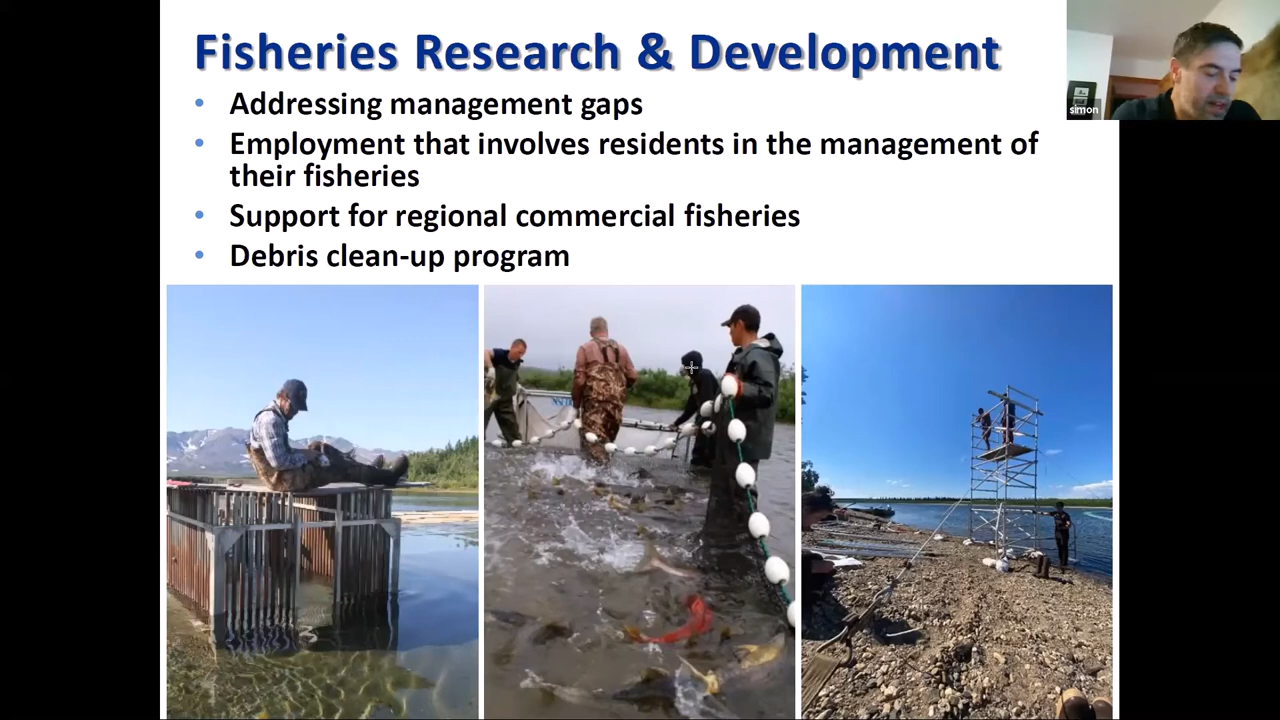 Fisheries Research & Development
simon
• Addressing management gaps
• Employment that involves residents in the management of
their fisheries
• Support for regional commercial fisheries
• Debris clean-up program